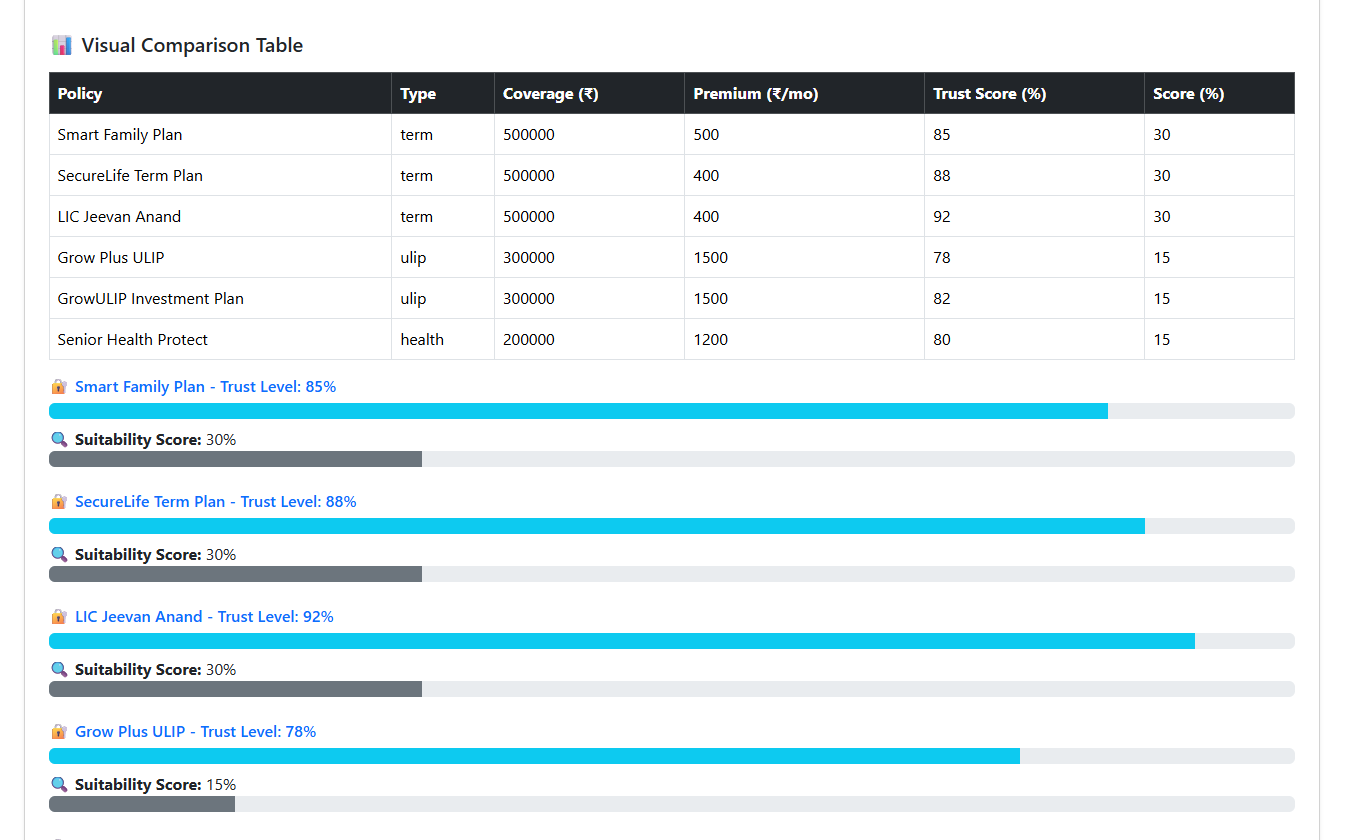 Visual Comparison Table
Policy Type Coverage (₹) Premium (₹/mo) Trust Score (%) Score (%)
Smart Family Plan term 500000 500 85 30
SecureLife Term Plan term 500000 400 88 30
LIC Jeevan Anand term 500000 400 92 30
Grow Plus ULIP ulip 300000 1500 78 15
GrowULIP Investment Plan ulip 300000 1500 82 15
Senior Health Protect health 200000 1200 80 15
Smart Family Plan - Trust Level: 85%
Suitability Score: 30%
SecureLife Term Plan - Trust Level: 88%
Suitability Score: 30%
LIC Jeevan Anand - Trust Level: 92%
Suitability Score: 30%
Grow Plus ULIP - Trust Level: 78%
Suitability Score: 15%